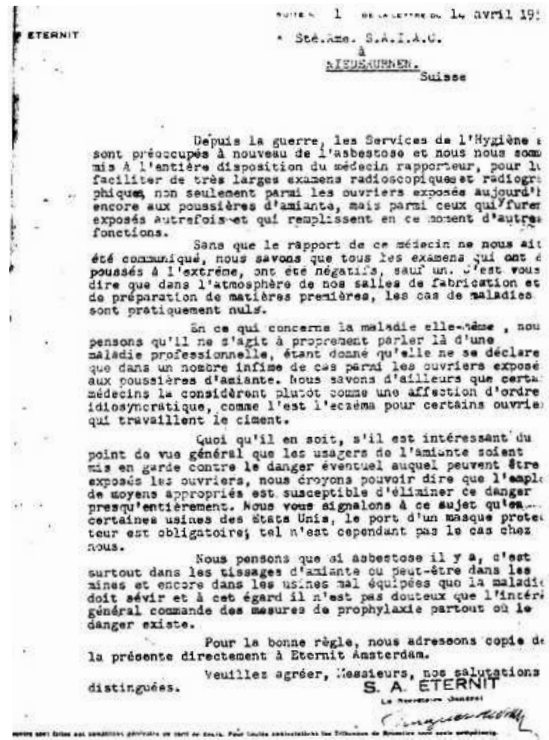 SUITE N° 1 DE LA LETTRE DU 14 avril 195
ETERNIT
Sté.Ame. S.A.I.A.C.
à
NIEDERURNEN.
Suisse
Depuis la guerre, les Services de l'Hygiène s
sont préoccupés à nouveau de l'asbestose et nous nous somm
mis à l'entière disposition du médecin rapporteur, pour lu
faciliter de très larges examens radioscopiques et radiogr
phiques, non seulement parmi les ouvriers exposés aujourd'h
encore aux poussières d'amiante, mais parmi ceux qui furen
exposés autrefois et qui remplissent en ce moment d'autres
fonctions.
Sans que le rapport de ce médecin ne nous ait
été communiqué, nous savons que tous les examens qui ont é
poussés à l'extrême, ont été négatifs, sauf un. C'est vous
dire que dans l'atmosphère de nos salles de fabrication et
de préparation de matières premières, les cas de maladies
sont pratiquement nuls.
En ce qui concerne la maladie elle-même , nou
pensons qu'il ne s'agit à proprement parler là d'une
maladie professionnelle, étant donné qu'elle ne se déclare
que dans un nombre infime de cas parmi les ouvriers exposé
aux poussières d'amiante. Nous savons d'ailleurs que certa
médecins la considèrent plutôt comme une affection d'ordre
idiosyncratique, comme l'est l'eczéma pour certains ouvrie
qui travaillent le ciment.
Quoi qu'il en soit, s'il est intéressant du
point de vue général que les usagers de l'amiante soient
mis en garde contre le danger éventuel auquel peuvent être
exposés les ouvriers, nous croyons pouvoir dire que l'emplo
de moyens appropriés est susceptible d'éliminer ce danger
presqu'entièrement. Nous vous signalons à ce sujet qu'en
certaines usines des États Unis, le port d'un masque protec
teur est obligatoire; tel n'est cependant pas le cas chez
nous.
Nous pensons que si asbestose il y a, c'est
surtout dans les tissages d'amiante ou peut-être dans les
mines et encore dans les usines mal équipées que la maladie
doit sévir et à cet égard il n'est pas douteux que l'intérê
général commande des mesures de prophylaxie partout où le
danger existe.
Pour la bonne règle, nous adressons copie de
la présente directement à Eternit Amsterdam.
Veuillez agréer, Messieurs, nos salutations
distinguées.
S. A. ETERNIT
Le Secrétaire Général